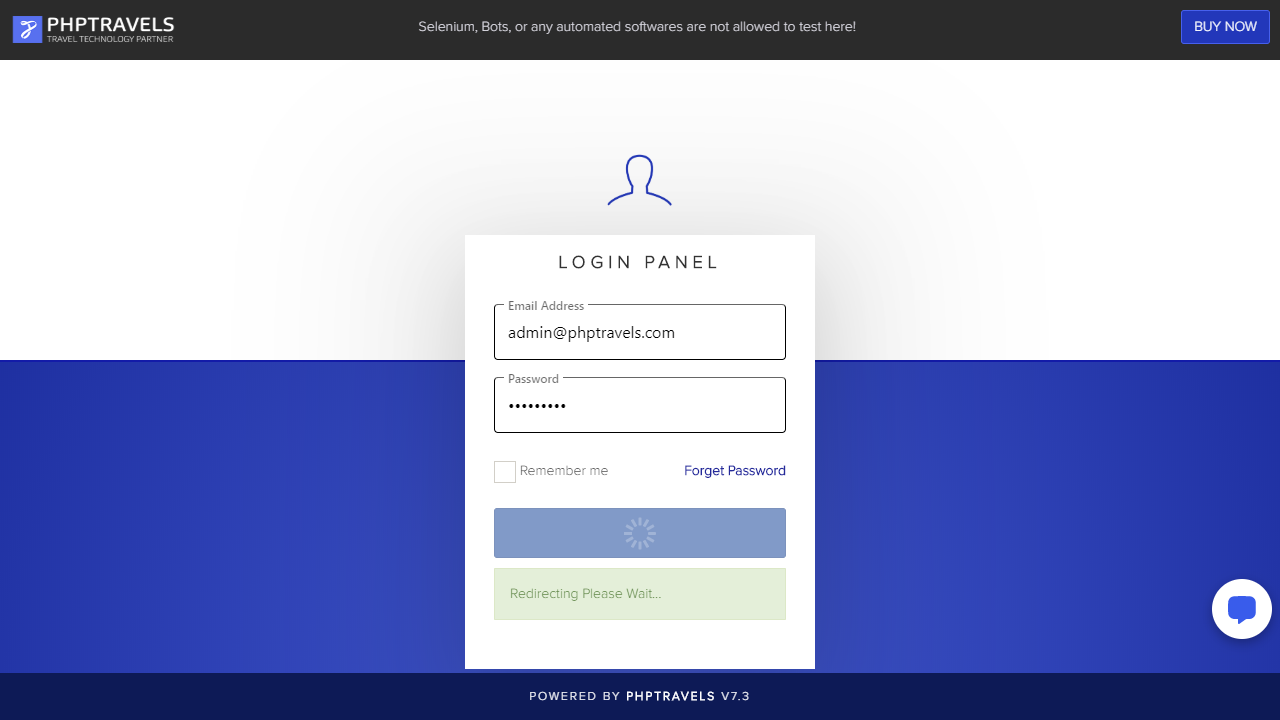 PHPTRAVELS
TRAVEL TECHNOLOGY PARTNER
Selenium, Bots, or any automated softwares are not allowed to test here!
BUY NOW
LOGIN PANEL
Email Address
admin@phptravels.com
Password
•••••••••
Remember me
Forget Password
Redirecting Please Wait...
POWERED BY PHPTRAVELS V7.3